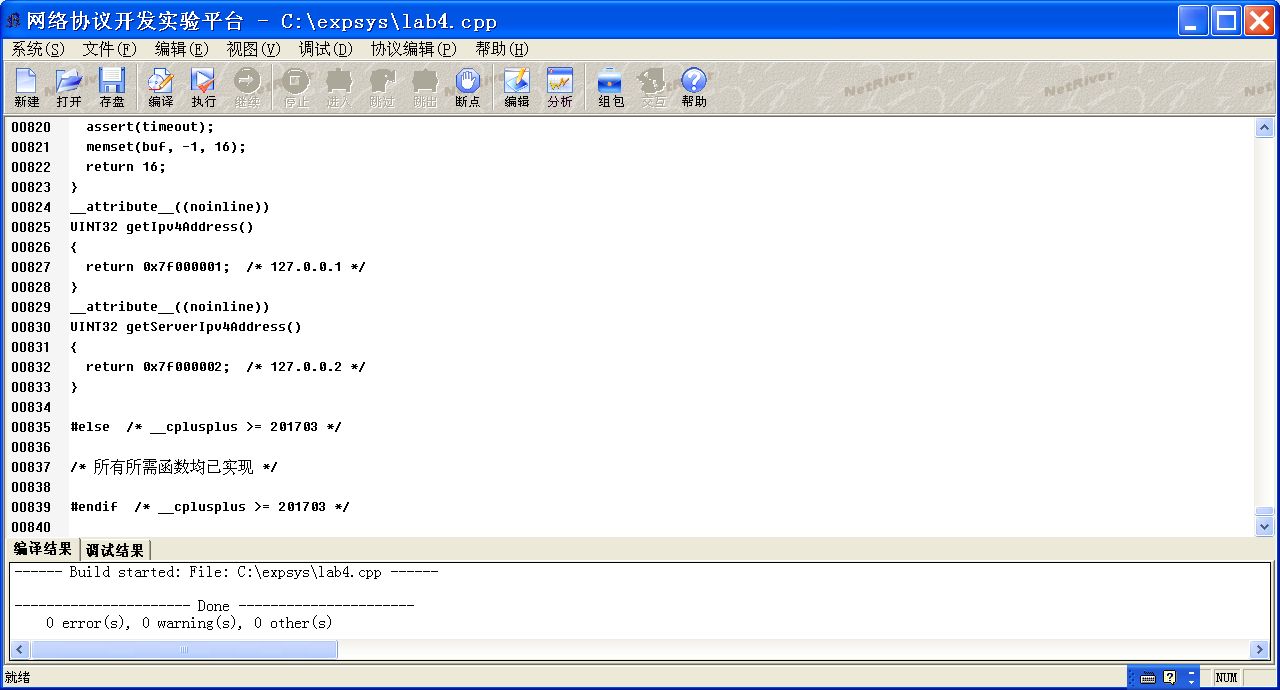 网络协议开发实验平台 - C:\expsys\lab4.cpp
系统(S) 文件(F) 编辑(E) 视图(V) 调试(D) 协议编辑(P) 帮助(H)
新建 打开 存盘 编译 执行 继续 停止 进入 跳过 跳出 断点 编辑 分析 组包 交互 帮助
NetRiver NetRiver NetRiver
00820   assert(timeout);
00821   memset(buf, -1, 16);
00822   return 16;
00823 }
00824 __attribute__((noinline))
00825 UINT32 getIpv4Address()
00826 {
00827   return 0x7f000001;  /* 127.0.0.1 */
00828 }
00829 __attribute__((noinline))
00830 UINT32 getServerIpv4Address()
00831 {
00832   return 0x7f000002;  /* 127.0.0.2 */
00833 }
00834
00835 #else  /* __cplusplus >= 201703 */
00836
00837 /* 所有所需函数均已实现 */
00838
00839 #endif  /* __cplusplus >= 201703 */
00840
编译结果 调试结果
------ Build started: File: C:\expsys\lab4.cpp ------
---------------------- Done ----------------------
    0 error(s), 0 warning(s), 0 other(s)
就绪 NUM